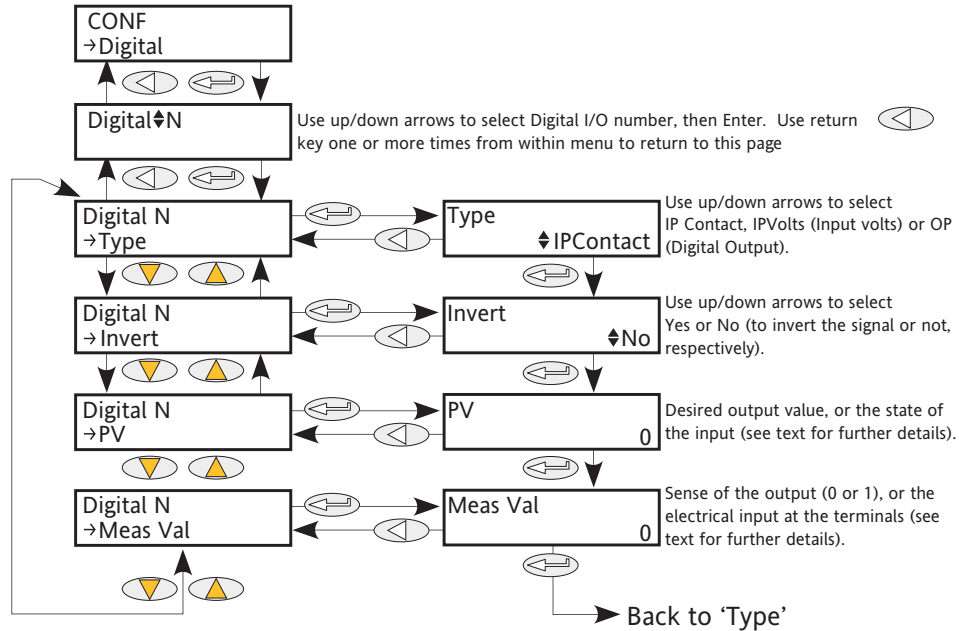 CONF
→Digital
Digital♦N
Use up/down arrows to select Digital I/O number, then Enter. Use return
key one or more times from within menu to return to this page
Digital N
→Type
Type
♦IPContact
Use up/down arrows to select
IP Contact, IPVolts (Input volts) or OP
(Digital Output).
Digital N
→Invert
Invert
♦No
Use up/down arrows to select
Yes or No (to invert the signal or not,
respectively).
Digital N
→PV
PV
0
Desired output value, or the state of
the input (see text for further details).
Digital N
→Meas Val
Meas Val
0
Sense of the output (0 or 1), or the
electrical input at the terminals (see
text for further details).
Back to ‘Type’